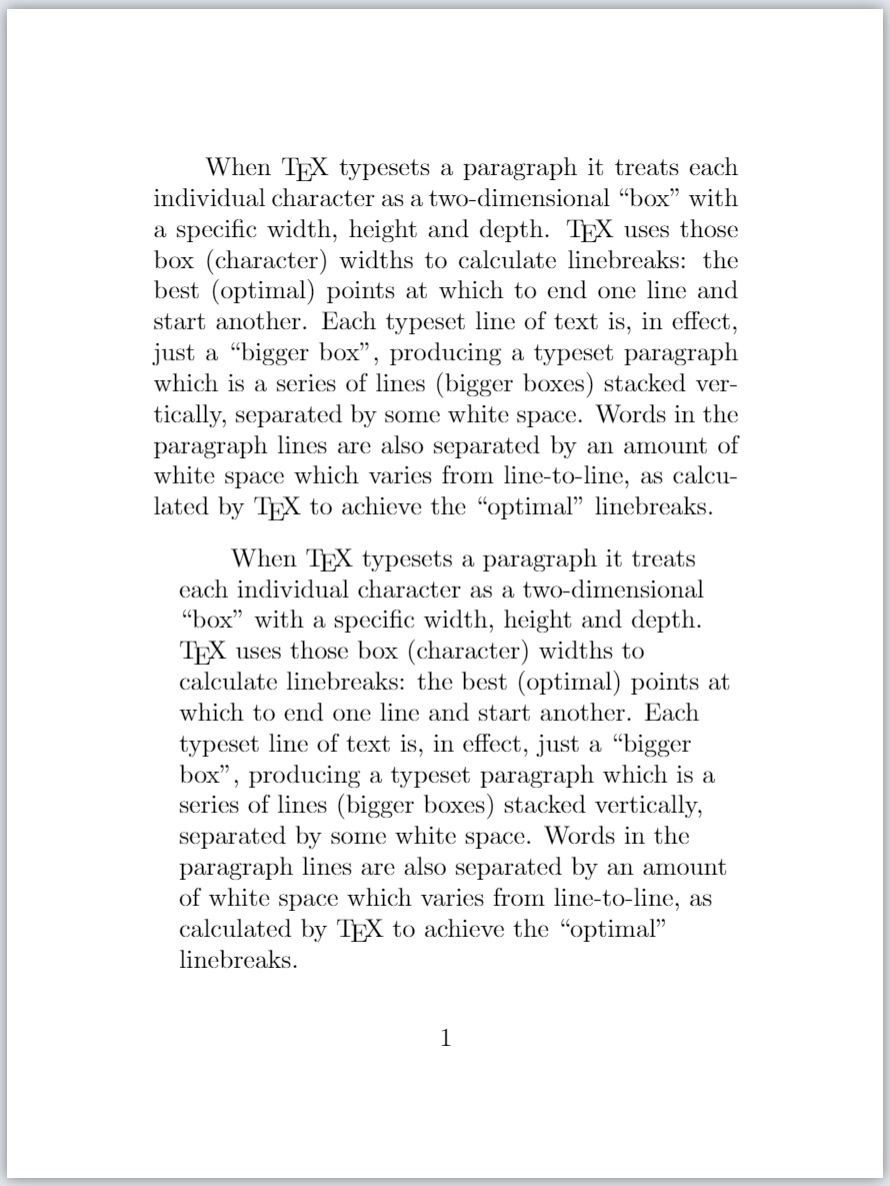 When TEX typesets a paragraph it treats each
individual character as a two-dimensional “box” with
a specific width, height and depth. TEX uses those
box (character) widths to calculate linebreaks: the
best (optimal) points at which to end one line and
start another. Each typeset line of text is, in effect,
just a “bigger box”, producing a typeset paragraph
which is a series of lines (bigger boxes) stacked ver-
tically, separated by some white space. Words in the
paragraph lines are also separated by an amount of
white space which varies from line-to-line, as calcu-
lated by TEX to achieve the “optimal” linebreaks.
When TEX typesets a paragraph it treats
each individual character as a two-dimensional
“box” with a specific width, height and depth.
TEX uses those box (character) widths to
calculate linebreaks: the best (optimal) points at
which to end one line and start another. Each
typeset line of text is, in effect, just a “bigger
box”, producing a typeset paragraph which is a
series of lines (bigger boxes) stacked vertically,
separated by some white space. Words in the
paragraph lines are also separated by an amount
of white space which varies from line-to-line, as
calculated by TEX to achieve the “optimal”
linebreaks.
1